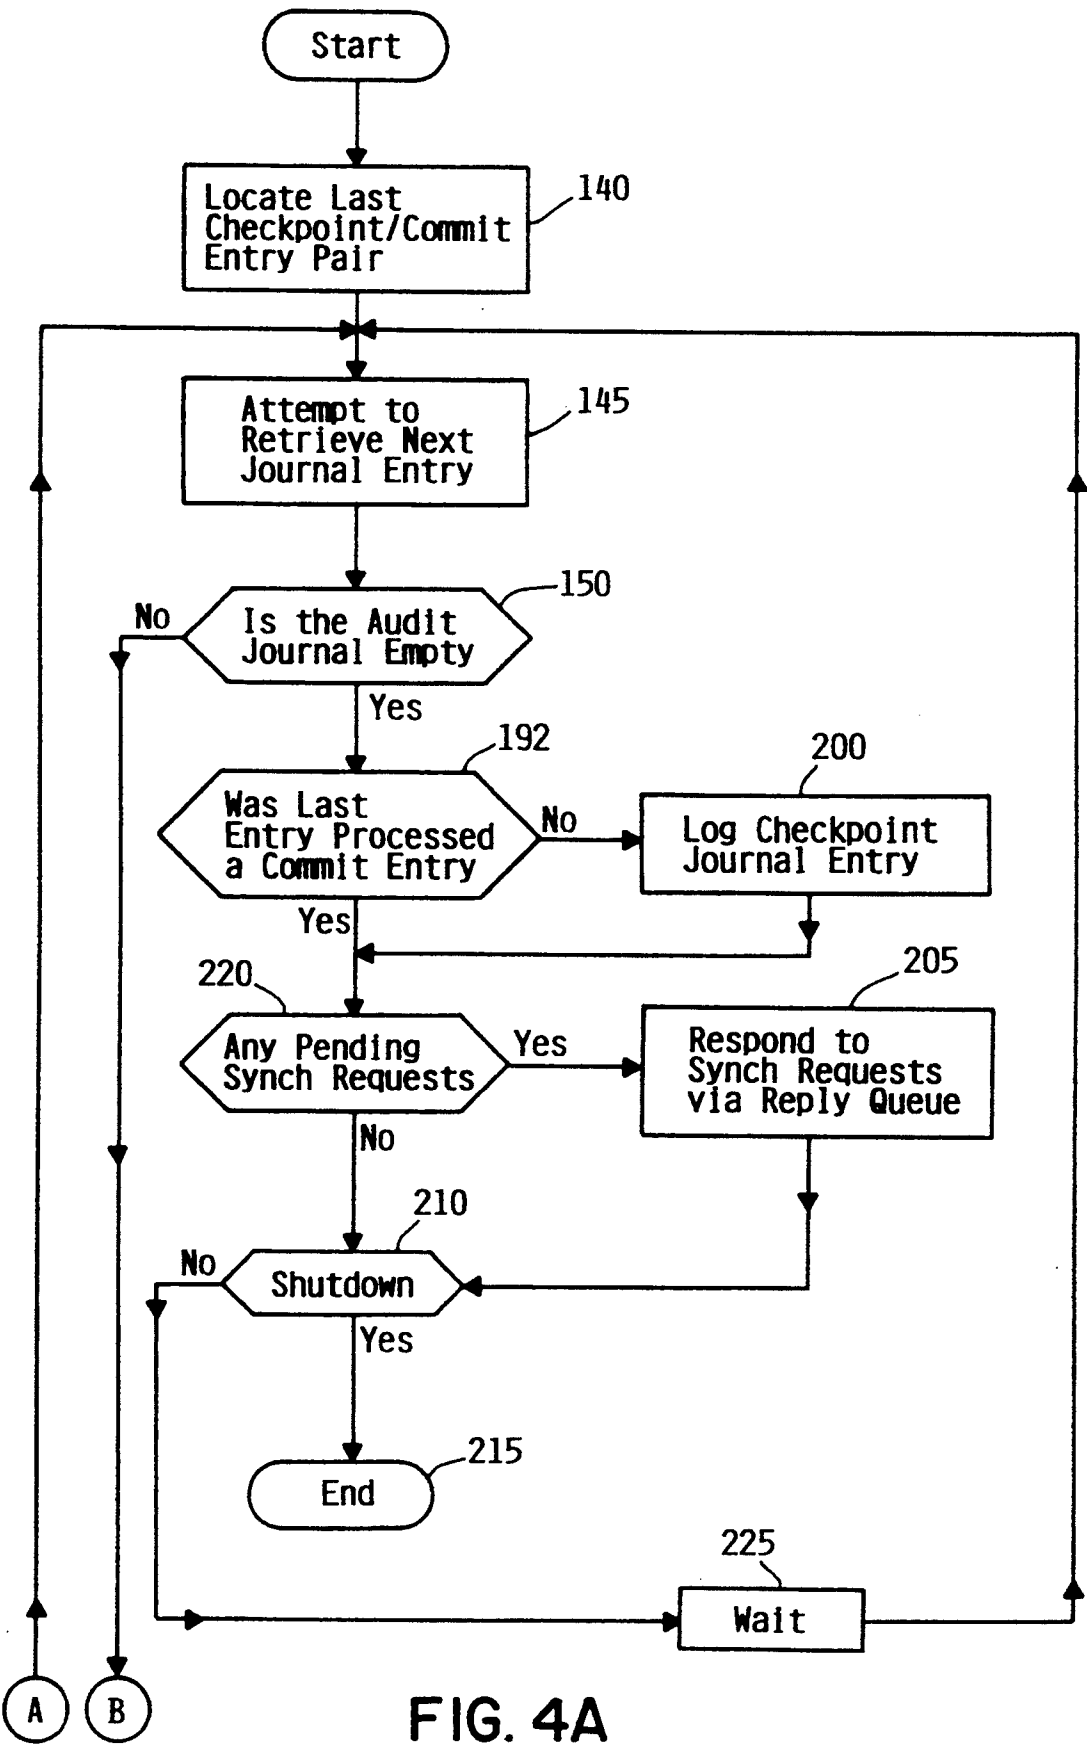 Start
Locate Last
Checkpoint/Commit
Entry Pair
140
Attempt to
Retrieve Next
Journal Entry
145
150
No
Is the Audit
Journal Empty
Yes
192
200
Was Last
Entry Processed
a Commit Entry
No
Log Checkpoint
Journal Entry
Yes
220
205
Any Pending
Synch Requests
Yes
Respond to
Synch Requests
via Reply Queue
No
210
No
Shutdown
Yes
215
End
225
Wait
A
B
FIG. 4A